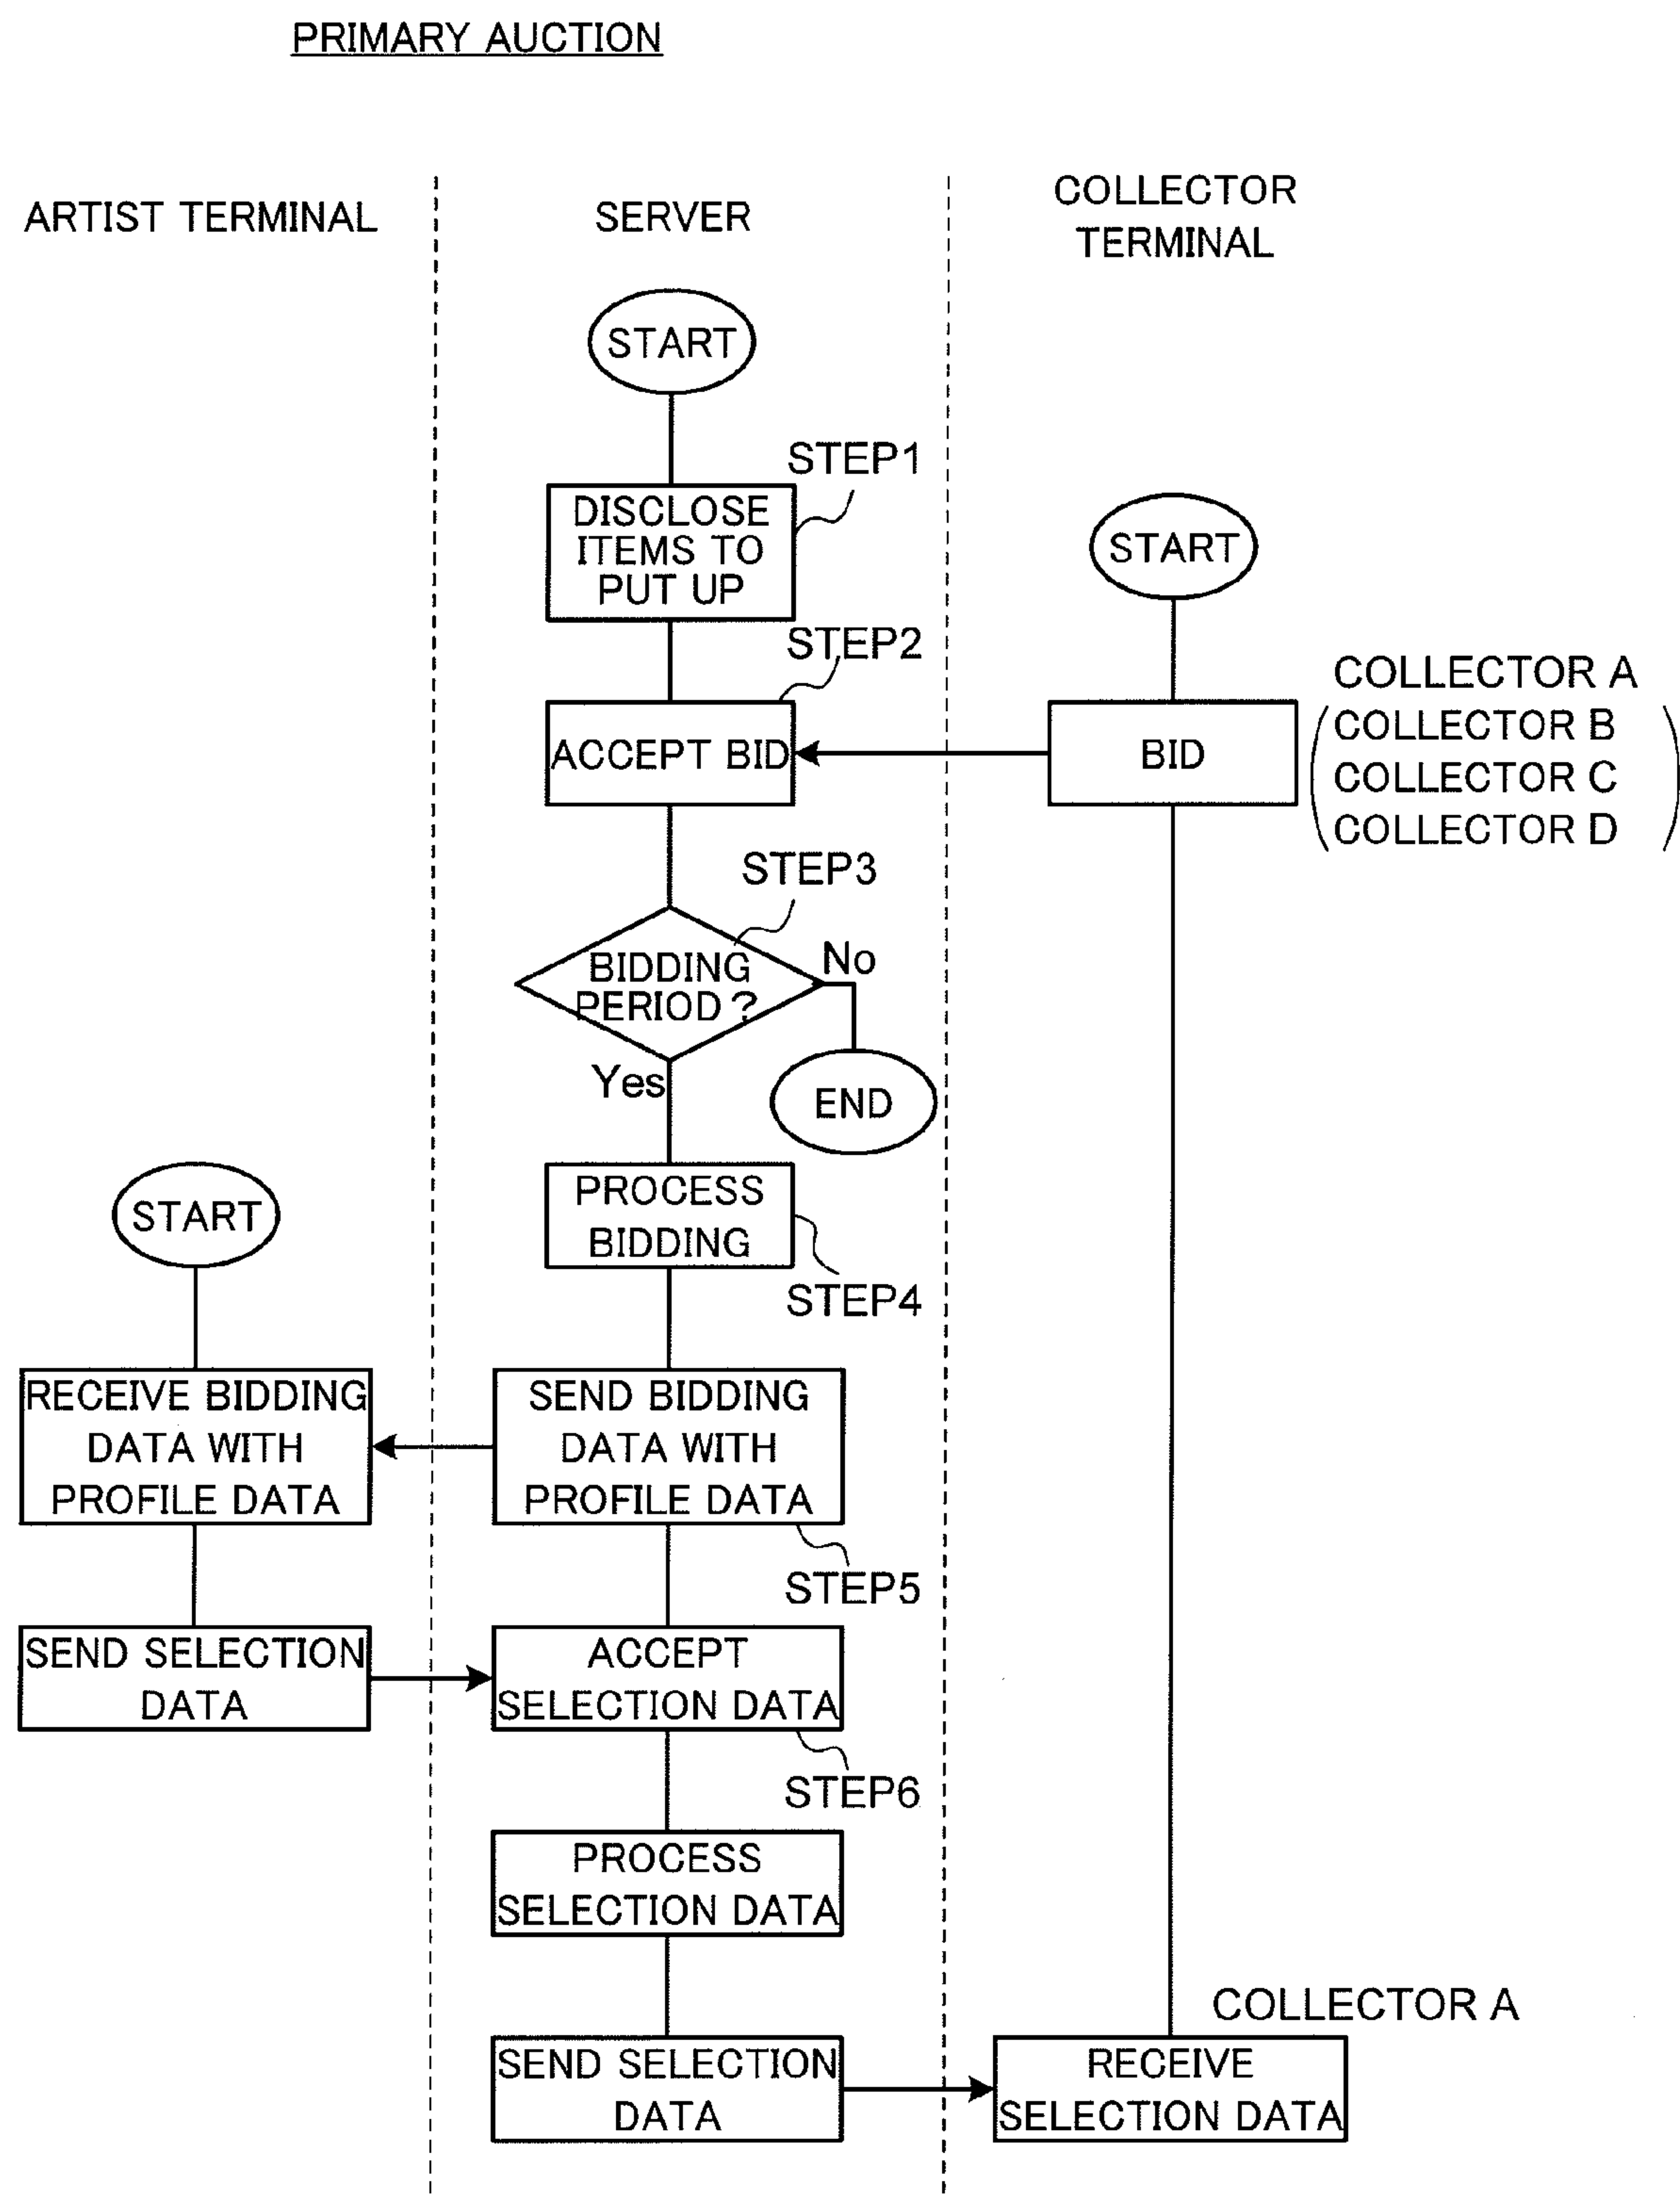 PRIMARY AUCTION
ARTIST TERMINAL
SERVER
COLLECTOR
TERMINAL
START
STEP1
DISCLOSE
ITEMS TO
PUT UP
START
STEP2
ACCEPT BID
BID
COLLECTOR A
COLLECTOR B
COLLECTOR C
COLLECTOR D
STEP3
BIDDING
PERIOD?
No
Yes
END
START
PROCESS
BIDDING
STEP4
RECEIVE BIDDING
DATA WITH
PROFILE DATA
SEND BIDDING
DATA WITH
PROFILE DATA
STEP5
SEND SELECTION
DATA
ACCEPT
SELECTION DATA
STEP6
PROCESS
SELECTION DATA
COLLECTOR A
SEND SELECTION
DATA
RECEIVE
SELECTION DATA